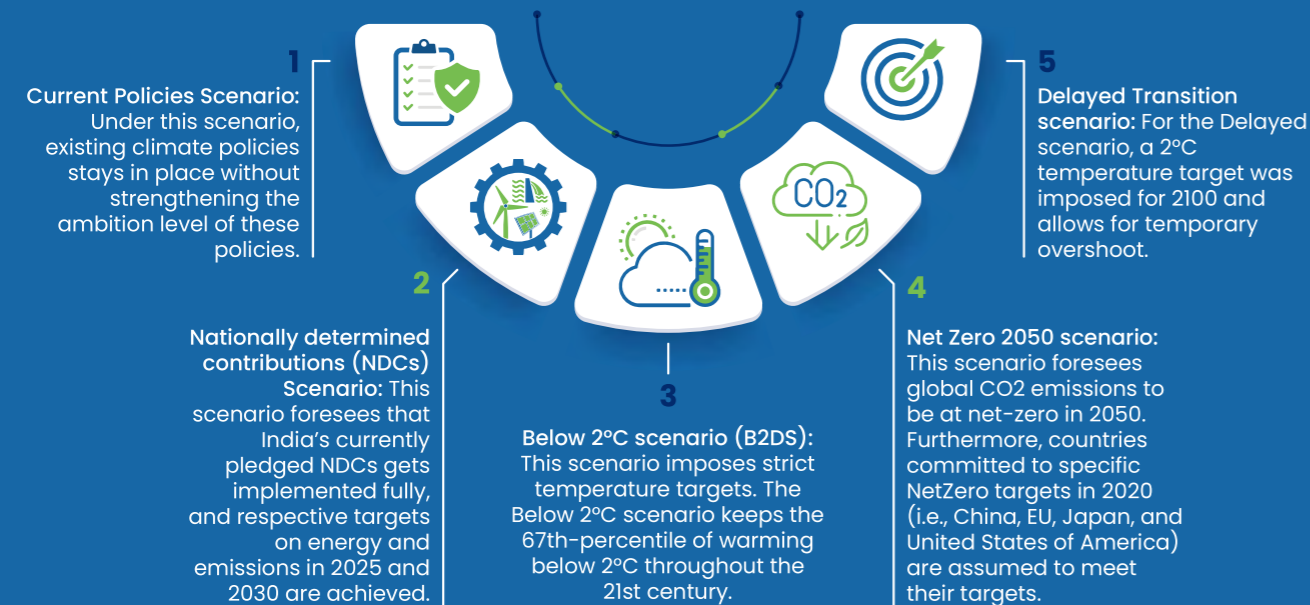 1
Current Policies Scenario:
Under this scenario,
existing climate policies
stays in place without
strengthening the
ambition level of these
policies.
2
Nationally determined
contributions (NDCs)
Scenario: This
scenario foresees that
India's currently
pledged NDCs gets
implemented fully,
and respective targets
on energy and
emissions in 2025 and
2030 are achieved.
3
Below 2°C scenario (B2DS):
This scenario imposes strict
temperature targets. The
Below 2°C scenario keeps the
67th-percentile of warming
below 2°C throughout the
21st century.
CO2
4
Net Zero 2050 scenario:
This scenario foresees
global CO2 emissions to
be at net-zero in 2050.
Furthermore, countries
committed to specific
NetZero targets in 2020
(i.e., China, EU, Japan, and
United States of America)
are assumed to meet
their targets.
5
Delayed Transition
scenario: For the Delayed
scenario, a 2°C
temperature target was
imposed for 2100 and
allows for temporary
overshoot.